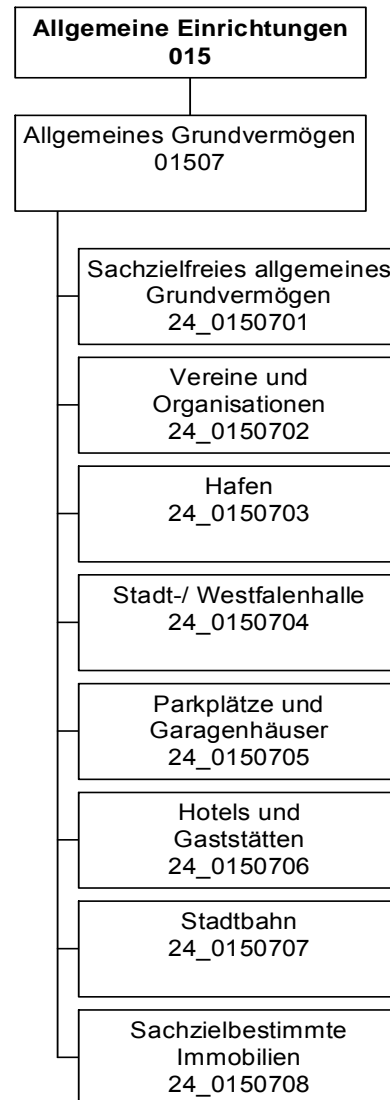 Allgemeine Einrichtungen
015
Allgemeines Grundvermögen
01507
Sachzielfreies allgemeines
Grundvermögen
24_0150701
Vereine und
Organisationen
24_0150702
Hafen
24_0150703
Stadt-/ Westfalenhalle
24_0150704
Parkplätze und
Garagenhäuser
24_0150705
Hotels und
Gaststätten
24_0150706
Stadtbahn
24_0150707
Sachzielbestimmte
Immobilien
24_0150708